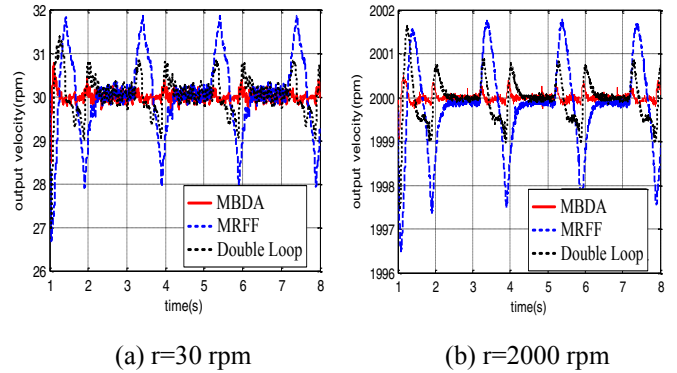 32
31
30
29
28
27
26
output velocity(rpm)
1 2 3 4 5 6 7 8
time(s)
MBDA
MRFF
Double Loop
(a) r=30 rpm
2002
2001
2000
1999
1998
1997
1996
output velocity(rpm)
1 2 3 4 5 6 7 8
time(s)
MBDA
MRFF
Double Loop
(b) r=2000 rpm